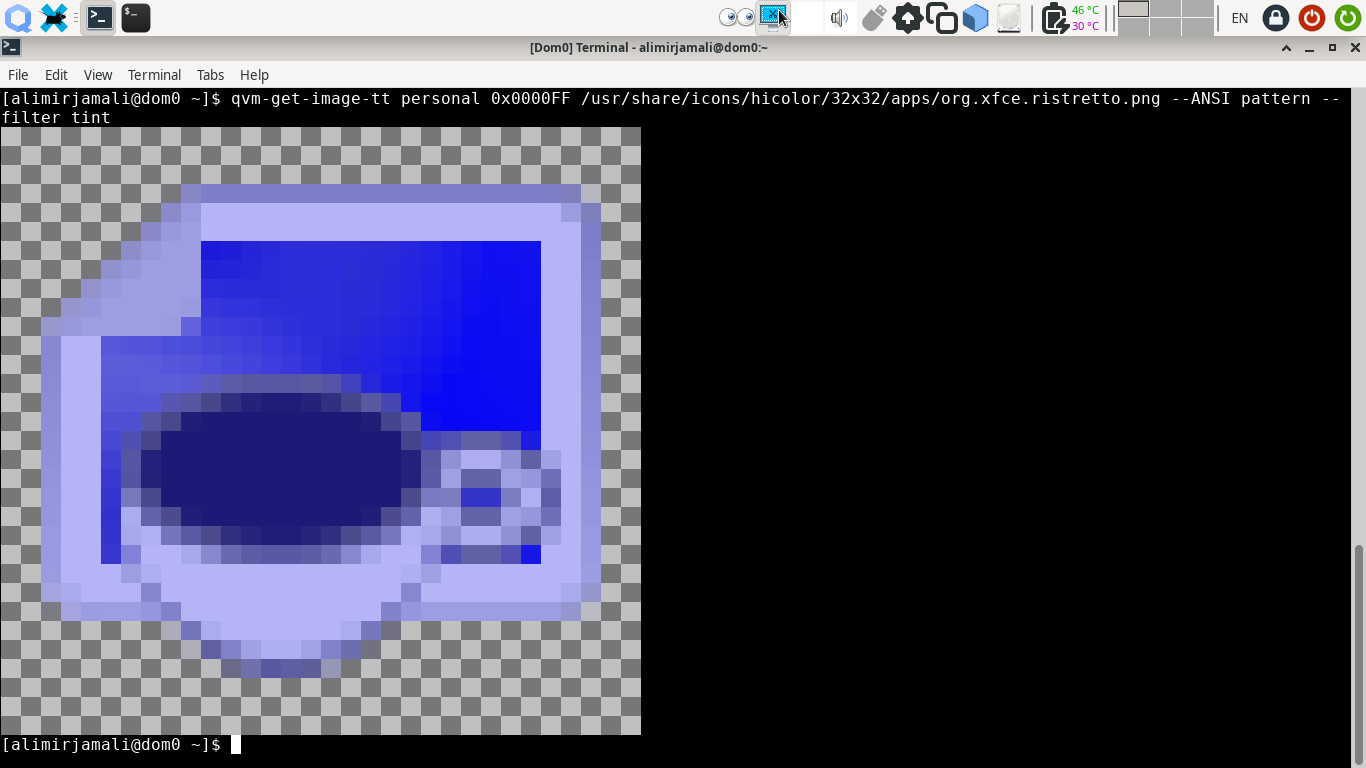 46 °C
30 °C
EN
[Dom0] Terminal - alimirjamali@dom0:~
File Edit View Terminal Tabs Help
[alimirjamali@dom0 ~]$ qvm-get-image-tt personal 0x0000FF /usr/share/icons/hicolor/32x32/apps/org.xfce.ristretto.png --ANSI pattern --
filter tint
[alimirjamali@dom0 ~]$